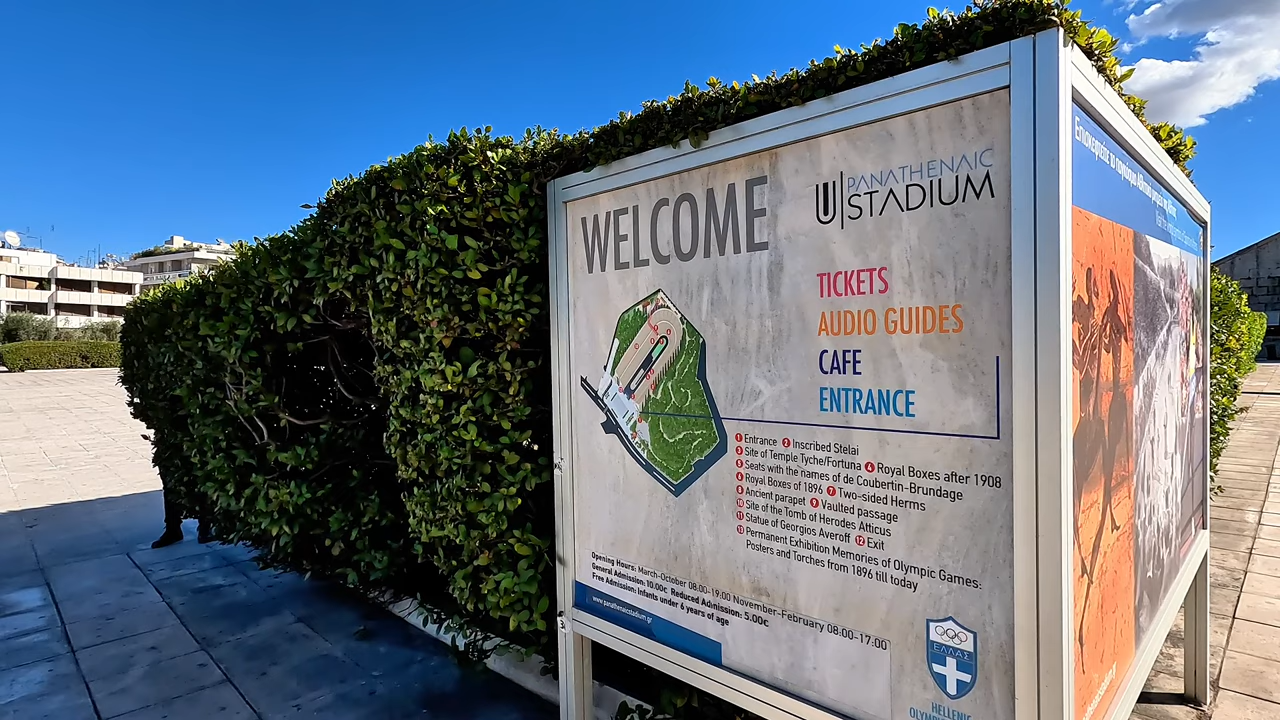 WELCOME
PANATHENAIC
STADIUM
TICKETS
AUDIO GUIDES
CAFE
ENTRANCE
1 Entrance 2 Inscribed Stelai
3 Site of Temple Tyche/Fortuna 4 Royal Boxes after 1908
5 Seats with the names of de Coubertin-Brundage
6 Royal Boxes of 1896 7 Two-sided Herms
8 Ancient parapet 9 Vaulted passage
10 Site of the Tomb of Herodes Atticus
11 Statue of Georgios Averoff 12 Exit
13 Permanent Exhibition Memories of Olympic Games:
Posters and Torches from 1896 till today
Opening Hours: March-October 08.00-19.00 November-February 08:00-17:00
General Admission: 10.00€ Reduced Admission: 5.00€
Free Admission: Infants under 6 years of age
www.panathenaicstadium.gr
ΕΛΛΑΣ
HELLENIC
Επισκεφτείτε το